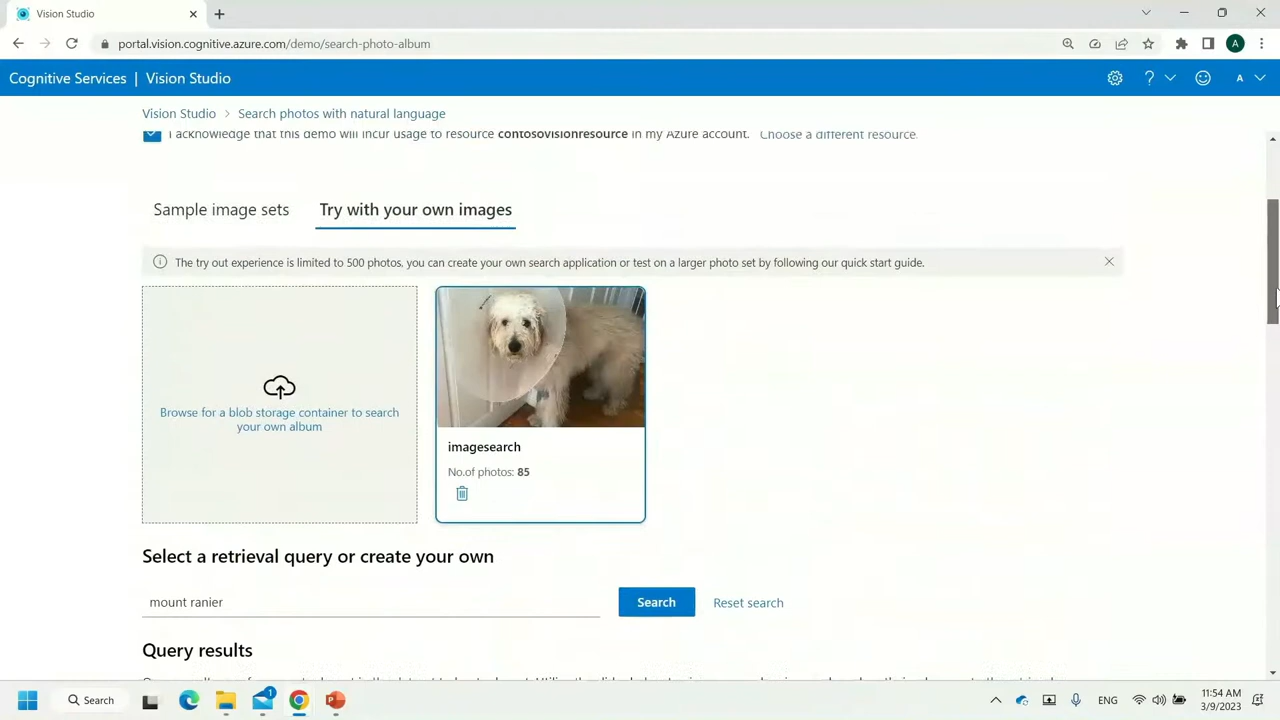 Vision Studio
portal.vision.cognitive.azure.com/demo/search-photo-album
A
Cognitive Services | Vision Studio
A
Vision Studio > Search photos with natural language
I acknowledge that this demo will incur usage to resource contosovisionresource in my Azure account. Choose a different resource.
Sample image sets
Try with your own images
The try out experience is limited to 500 photos, you can create your own search application or test on a larger photo set by following our quick start guide.
Browse for a blob storage container to search
your own album
imagesearch
No.of photos: 85
Select a retrieval query or create your own
mount ranier
Search
Reset search
Query results
Search
1
ENG
11:54 AM
3/9/2023